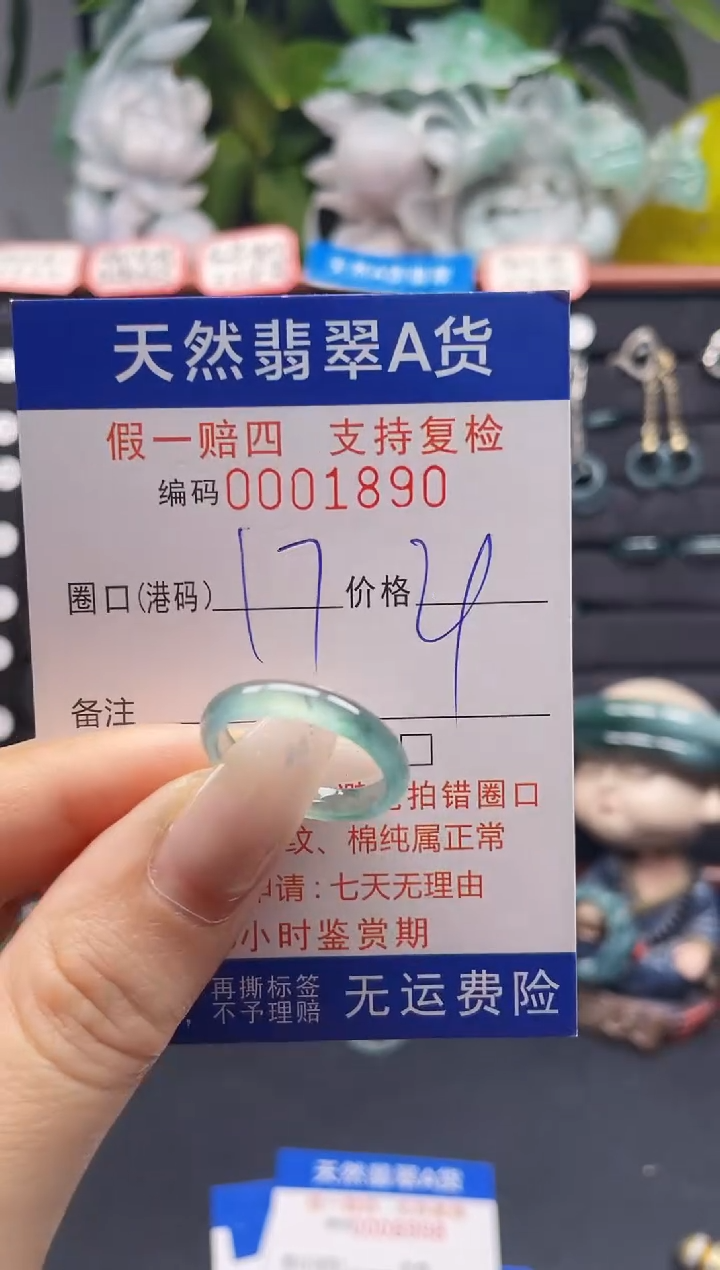 天然翡翠A货
假一赔四 支持复检
编码0001890
圈口(港码) 17 价格 4
备注
拍错圈口
纹、棉纯属正常
申请:七天无理由
小时鉴赏期
再撕标签
不予理赔
无运费险
天然翡翠A货